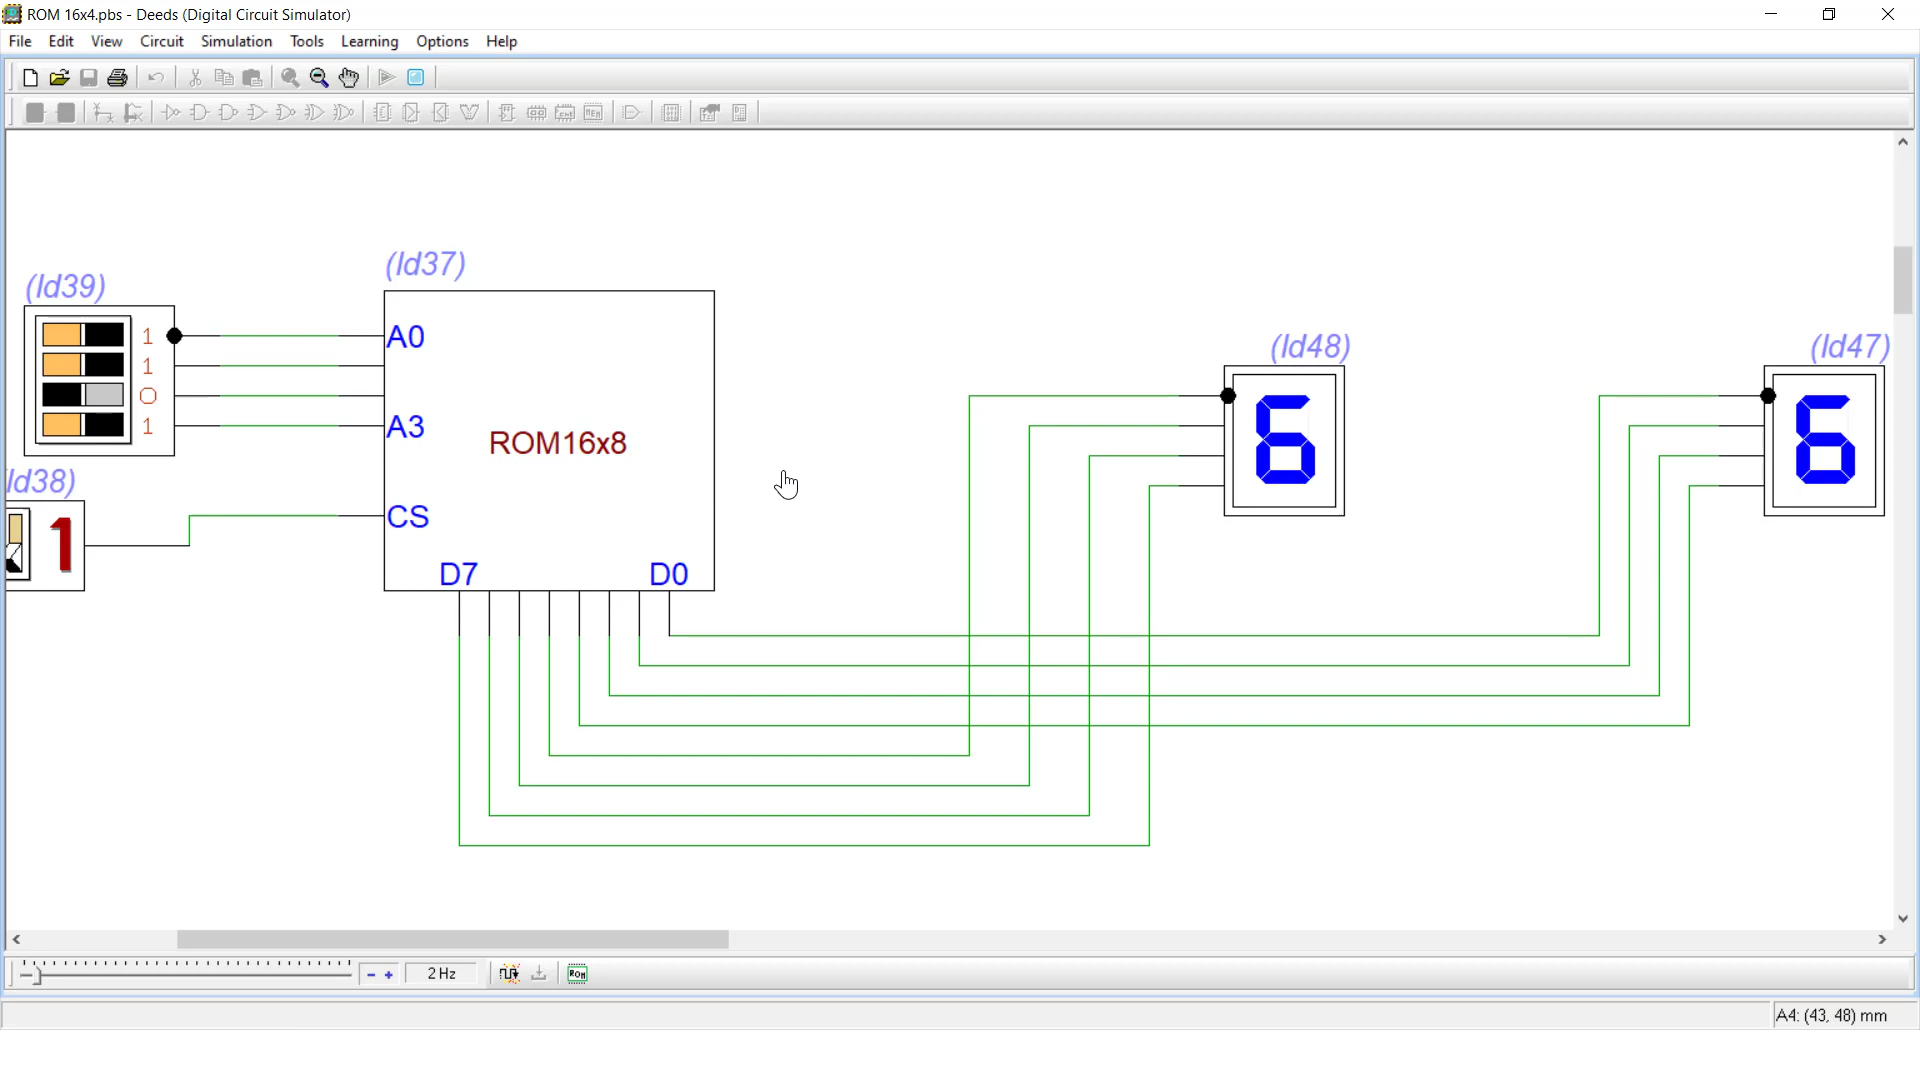 ROM 16x4.pbs - Deeds (Digital Circuit Simulator)
File Edit View Circuit Simulation Tools Learning Options Help
(Id37)
(Id39)
1 A0
1
0
1 A3
ROM16x8
(Id48) (Id47)
6 6
Id38)
1 CS
D7 D0
- + 2 Hz ROM
A4: (43, 48) mm